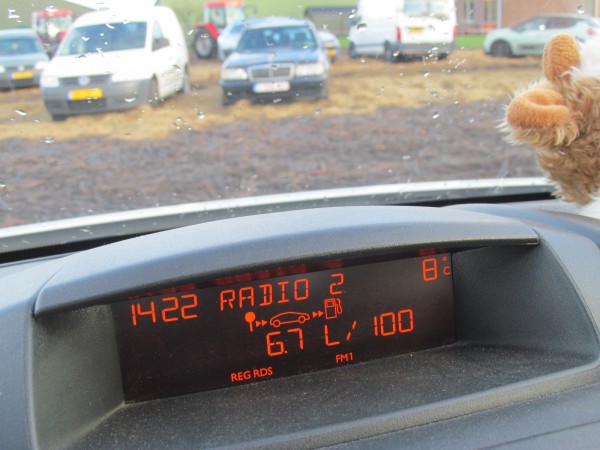 1422 RADIO 2 8°C
6.7 L/100
REG RDS FM1